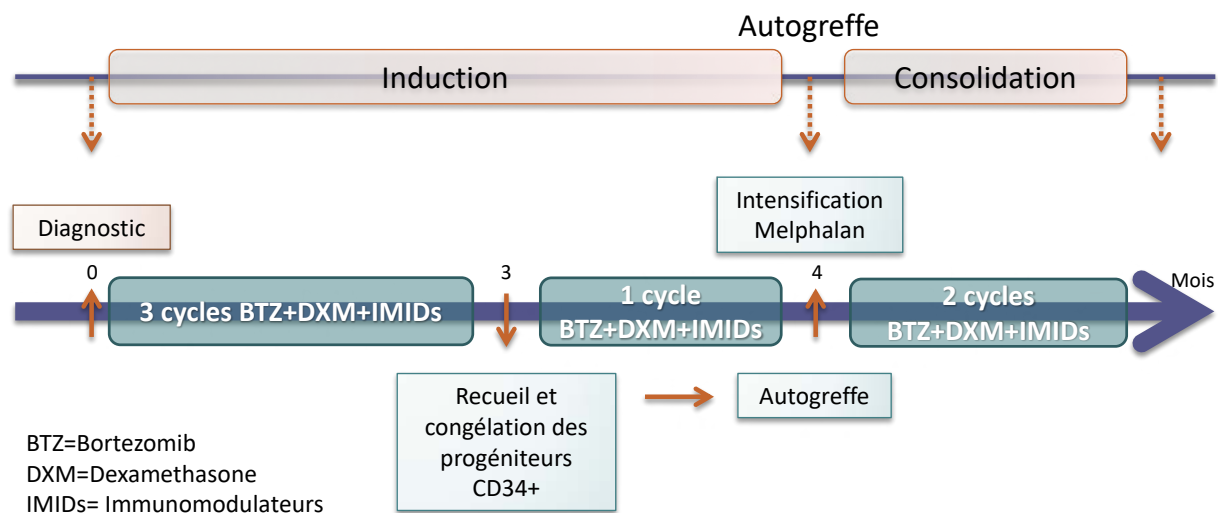 Autogreffe
Induction
Consolidation
Diagnostic
Intensification
Melphalan
0
3
4
Mois
3 cycles BTZ+DXM+IMIDs
1 cycle
BTZ+DXM+IMIDs
2 cycles
BTZ+DXM+IMIDs
Recueil et
congélation des
progéniteurs
CD34+
Autogreffe
BTZ=Bortezomib
DXM=Dexamethasone
IMIDs= Immunomodulateurs